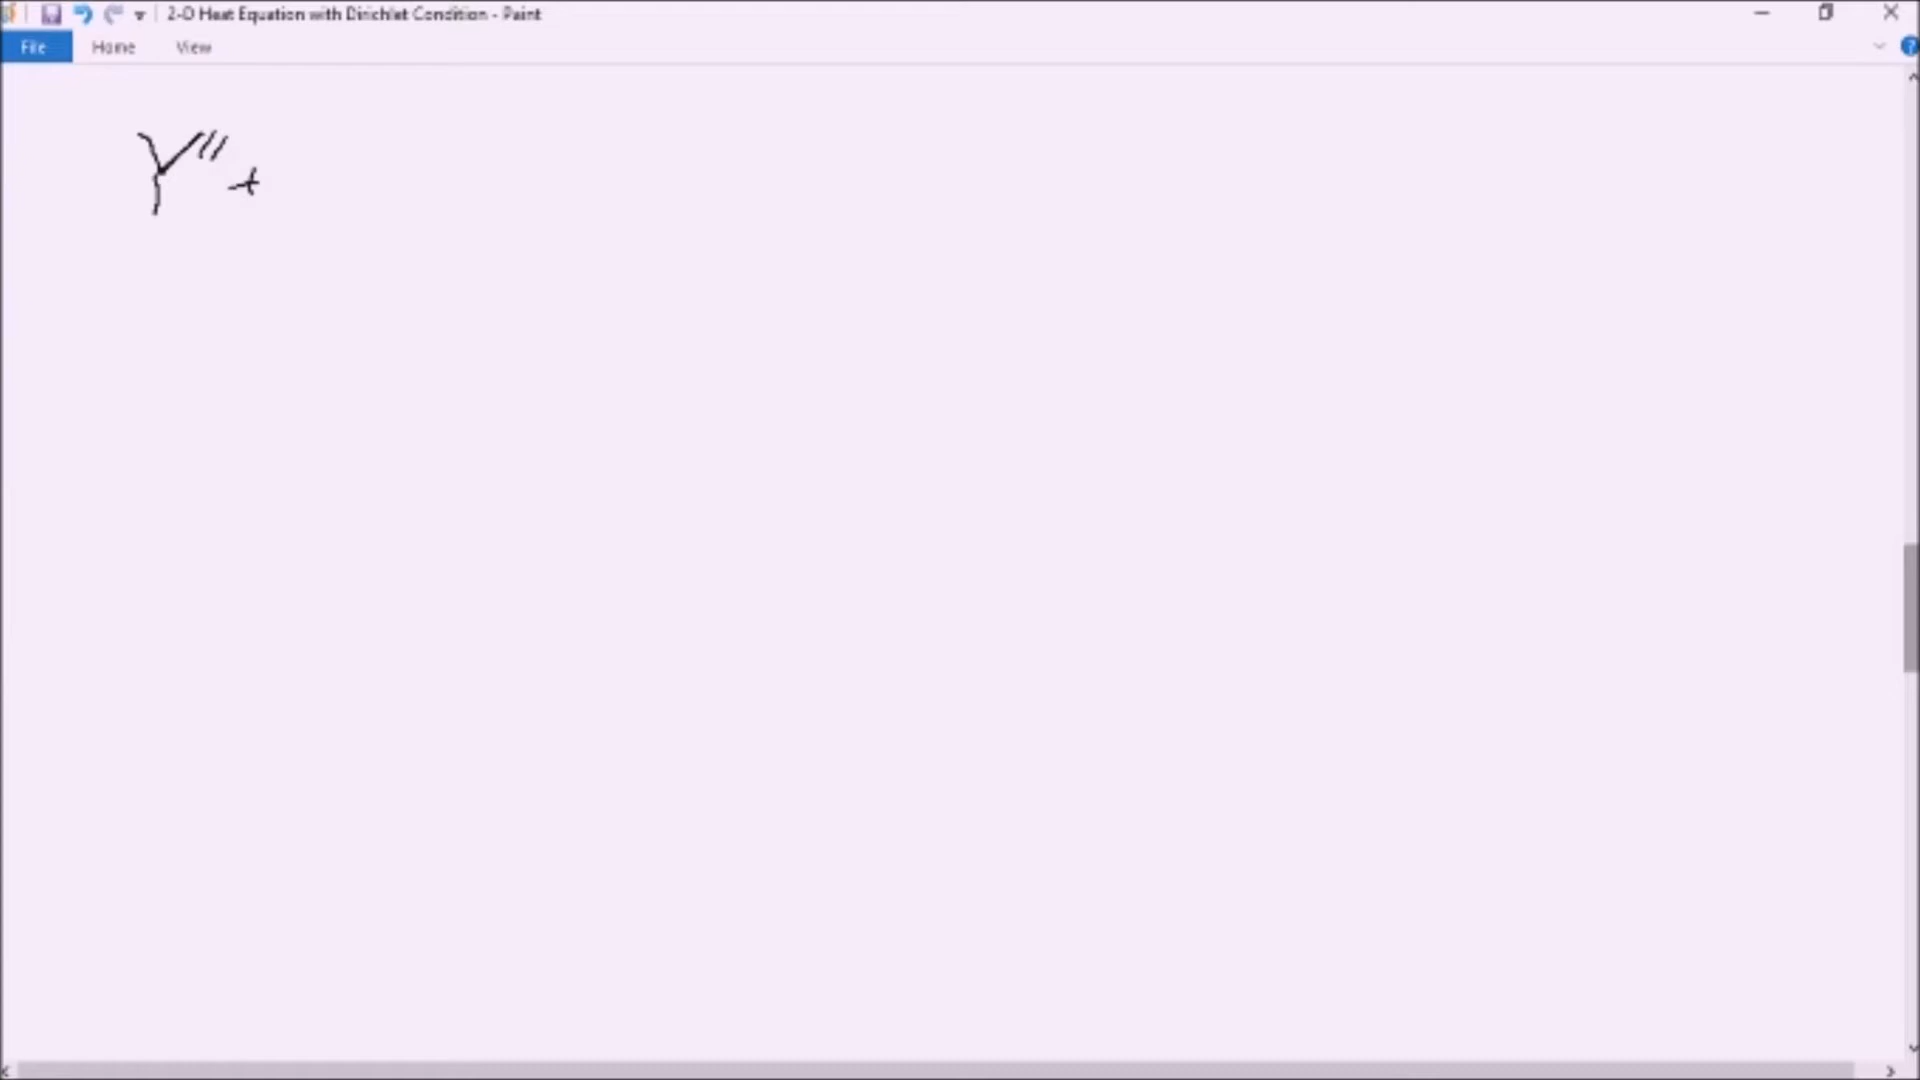 2-D Heat Equation with Dirichlet Condition - Paint
File Home View
Y'' +